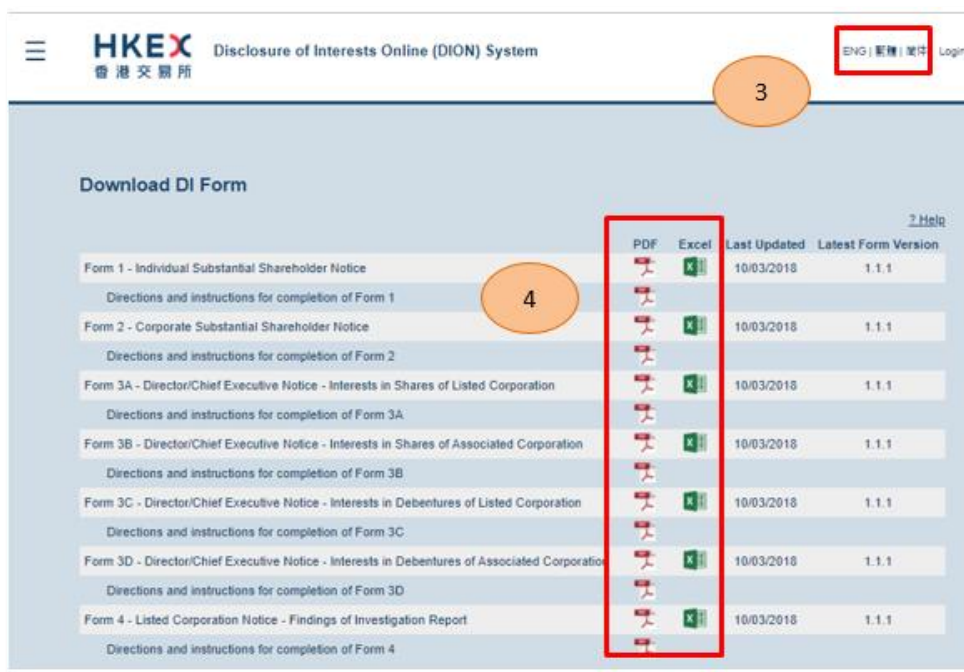 HKEX Disclosure of Interests Online (DION) System ENG | 繁體 | 简体 Login
香港交易所
3
Download DI Form
? Help
PDF Excel Last Updated Latest Form Version
Form 1 - Individual Substantial Shareholder Notice 10/03/2018 1.1.1
Directions and instructions for completion of Form 1
4
Form 2 - Corporate Substantial Shareholder Notice 10/03/2018 1.1.1
Directions and instructions for completion of Form 2
Form 3A - Director/Chief Executive Notice - Interests in Shares of Listed Corporation 10/03/2018 1.1.1
Directions and instructions for completion of Form 3A
Form 3B - Director/Chief Executive Notice - Interests in Shares of Associated Corporation 10/03/2018 1.1.1
Directions and instructions for completion of Form 3B
Form 3C - Director/Chief Executive Notice - Interests in Debentures of Listed Corporation 10/03/2018 1.1.1
Directions and instructions for completion of Form 3C
Form 3D - Director/Chief Executive Notice - Interests in Debentures of Associated Corporation 10/03/2018 1.1.1
Directions and instructions for completion of Form 3D
Form 4 - Listed Corporation Notice - Findings of Investigation Report 10/03/2018 1.1.1
Directions and instructions for completion of Form 4